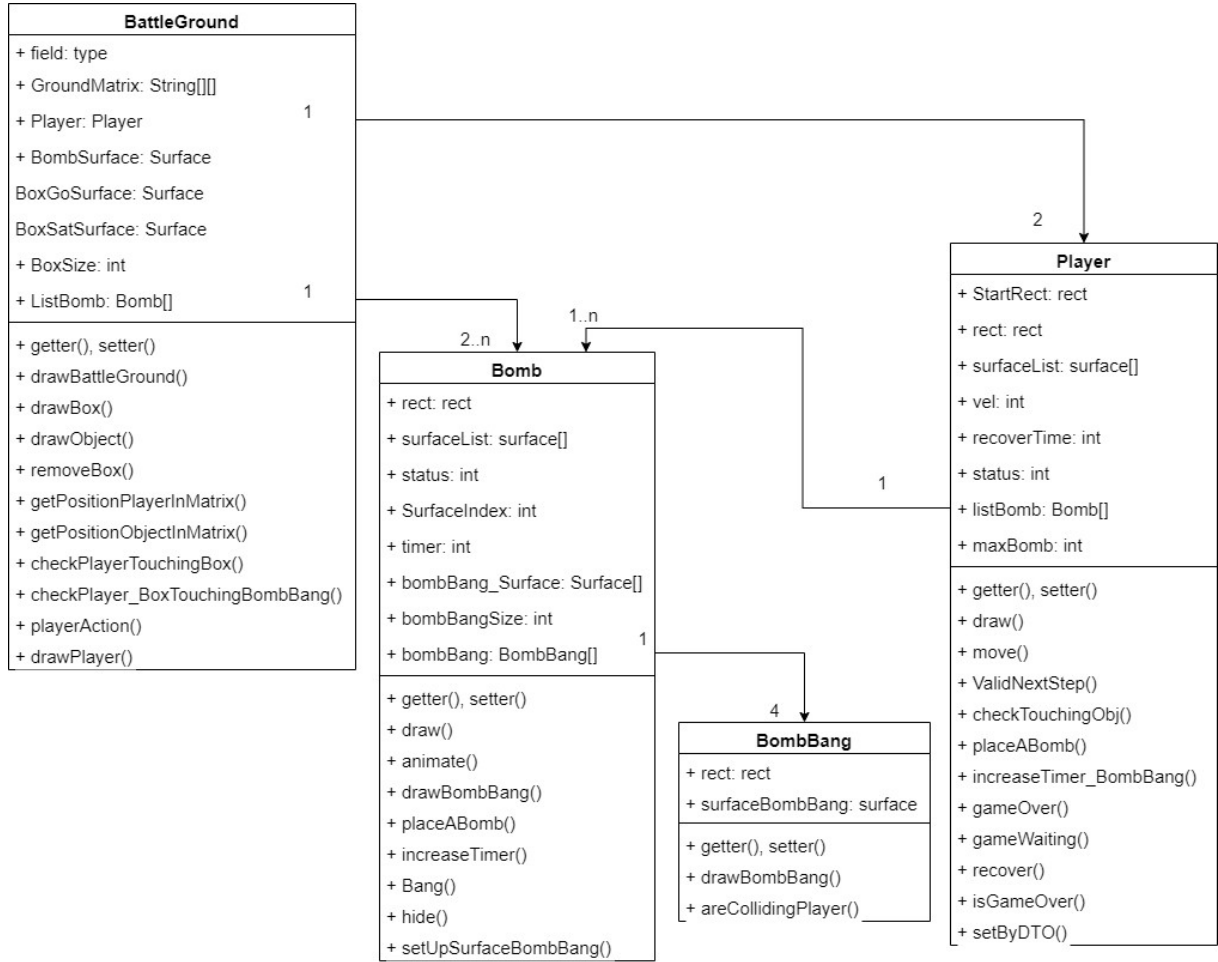 BattleGround
+ field: type
+ GroundMatrix: String[][]
+ Player: Player
+ BombSurface: Surface
BoxGoSurface: Surface
BoxSatSurface: Surface
+ BoxSize: int
+ ListBomb: Bomb[]
+ getter(), setter()
+ drawBattleGround()
+ drawBox()
+ drawObject()
+ removeBox()
+ getPositionPlayerInMatrix()
+ getPositionObjectInMatrix()
+ checkPlayerTouchingBox()
+ checkPlayer_BoxTouchingBombBang()
+ playerAction()
+ drawPlayer()
1
2
1
2..n
1..n
1
Bomb
+ rect: rect
+ surfaceList: surface[]
+ status: int
+ SurfaceIndex: int
+ timer: int
+ bombBang_Surface: Surface[]
+ bombBangSize: int
+ bombBang: BombBang[]
+ getter(), setter()
+ draw()
+ animate()
+ drawBombBang()
+ placeABomb()
+ increaseTimer()
+ Bang()
+ hide()
+ setUpSurfaceBombBang()
1
4
BombBang
+ rect: rect
+ surfaceBombBang: surface
+ getter(), setter()
+ drawBombBang()
+ areCollidingPlayer()
Player
+ StartRect: rect
+ rect: rect
+ surfaceList: surface[]
+ vel: int
+ recoverTime: int
+ status: int
+ listBomb: Bomb[]
+ maxBomb: int
+ getter(), setter()
+ draw()
+ move()
+ ValidNextStep()
+ checkTouchingObj()
+ placeABomb()
+ increaseTimer_BombBang()
+ gameOver()
+ gameWaiting()
+ recover()
+ isGameOver()
+ setByDTO()